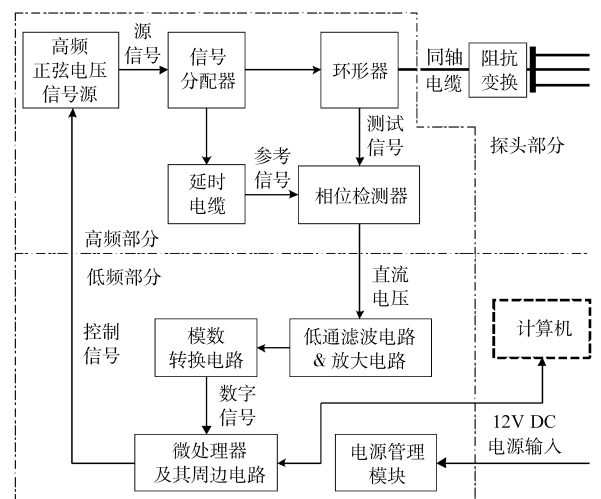 高频
正弦电压
信号源
源
信号
信号
分配器
环形器
同轴
电缆
阻抗
变换
测试
信号
探头部分
延时
电缆
参考
信号
相位检测器
高频部分
低频部分
直流
电压
控制
信号
模数
转换电路
低通滤波电路
& 放大电路
计算机
数字
信号
12V DC
电源输入
微处理器
及其周边电路
电源管理
模块